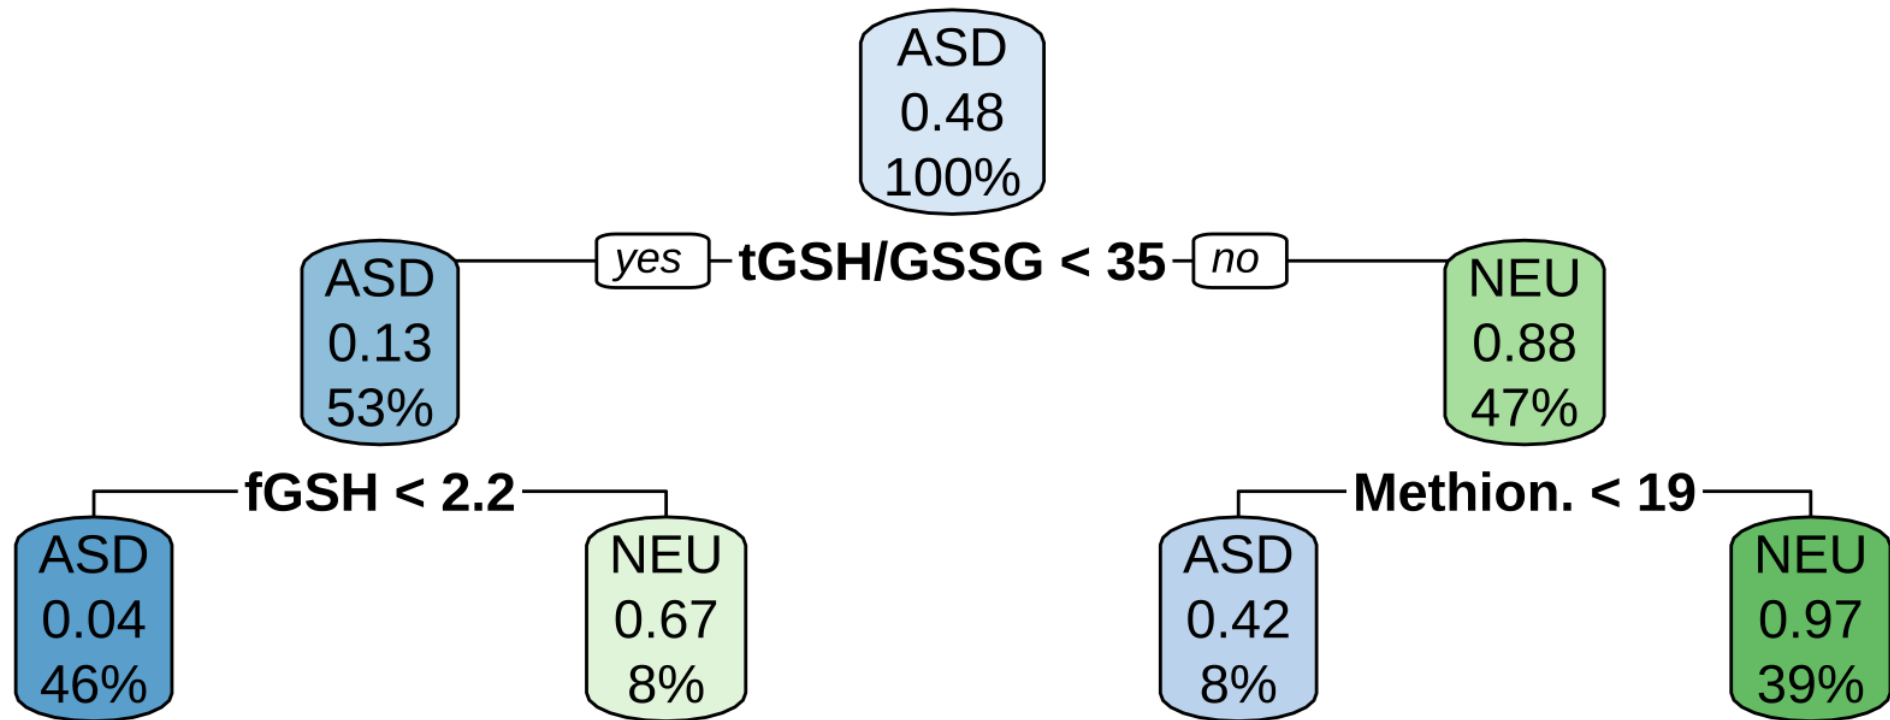 ASD
0.48
100%
yes tGSH/GSSG < 35 no
ASD
0.13
53%
NEU
0.88
47%
fGSH < 2.2
Methion. < 19
ASD
0.04
46%
NEU
0.67
8%
ASD
0.42
8%
NEU
0.97
39%